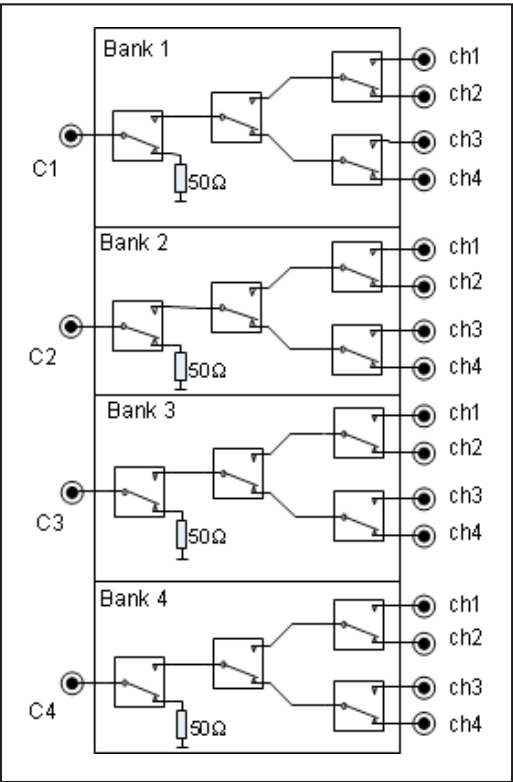 Bank 1
ch1
ch2
C1
ch3
ch4
50Ω
Bank 2
ch1
ch2
C2
ch3
ch4
50Ω
Bank 3
ch1
ch2
C3
ch3
ch4
50Ω
Bank 4
ch1
ch2
C4
ch3
ch4
50Ω